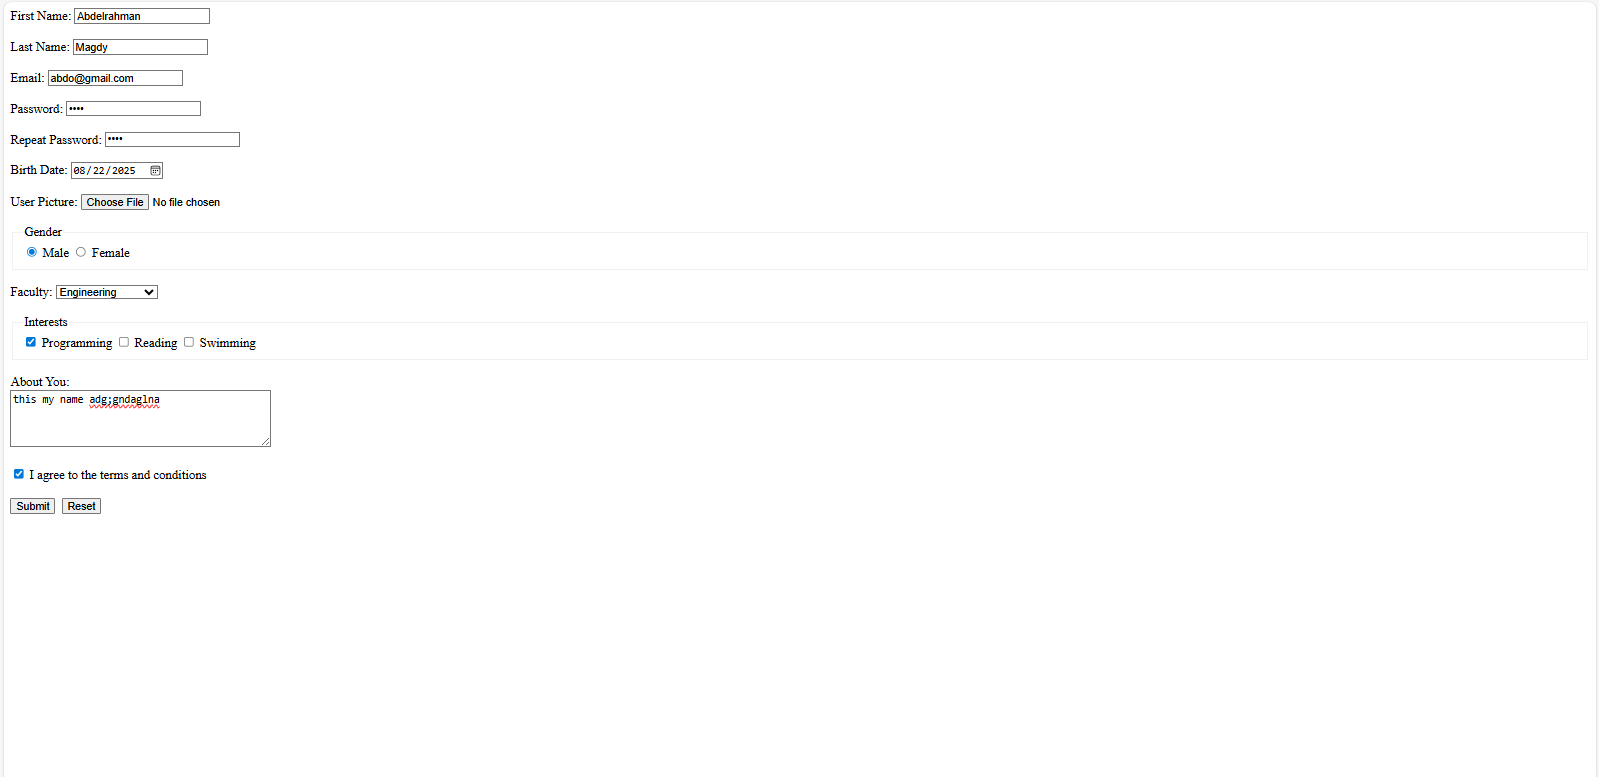 First Name: Abdelrahman
Last Name: Magdy
Email: abdo@gmail.com
Password: ••••
Repeat Password: ••••
Birth Date: 08/22/2025
User Picture: Choose File No file chosen
Gender
Male Female
Faculty: Engineering
Interests
Programming Reading Swimming
About You:
this my name adg;gndaglna
I agree to the terms and conditions
Submit Reset